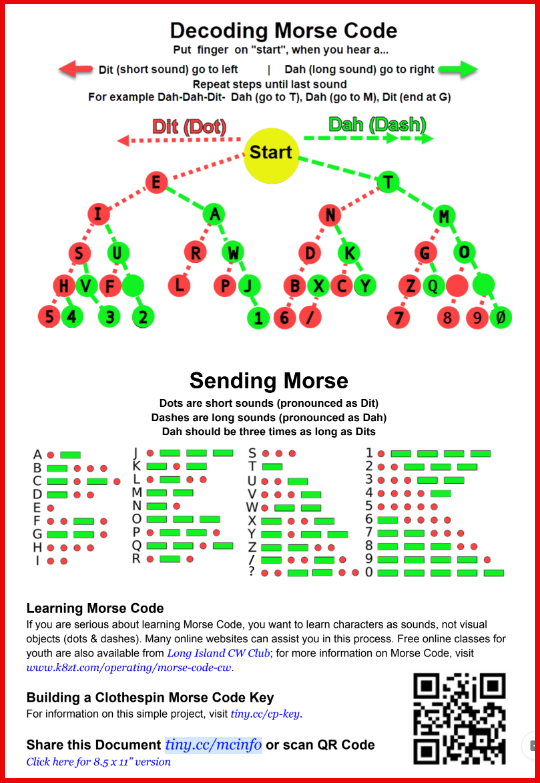 Decoding Morse Code
Put finger on "start", when you hear a...
Dit (short sound) go to left | Dah (long sound) go to right
Repeat steps until last sound
For example Dah-Dah-Dit- Dah (go to T), Dah (go to M), Dit (end at G)
Dit (Dot) Dah (Dash)
Start
E T
I A N M
S U R W D K G O
H V F L P J B X C Y Z Q
5 4 3 2 1 6 / 7 8 9 Ø
Sending Morse
Dots are short sounds (pronounced as Dit)
Dashes are long sounds (pronounced as Dah)
Dah should be three times as long as Dits
A
B
C
D
E
F
G
H
I
J
K
L
M
N
O
P
Q
R
S
T
U
V
W
X
Y
Z
/
?
1
2
3
4
5
6
7
8
9
0
Learning Morse Code
If you are serious about learning Morse Code, you want to learn characters as sounds, not visual
objects (dots & dashes). Many online websites can assist you in this process. Free online classes for
youth are also available from Long Island CW Club; for more information on Morse Code, visit
www.k8zt.com/operating/morse-code-cw.
Building a Clothespin Morse Code Key
For information on this simple project, visit tiny.cc/cp-key.
Share this Document tiny.cc/mcinfo or scan QR Code
Click here for 8.5 x 11" version